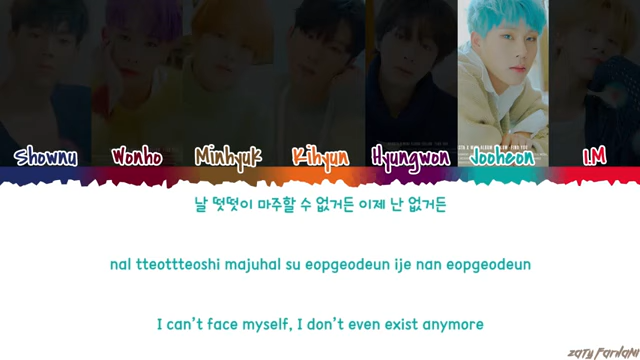 Shownu Wonho Minhyuk Kihyun Hyungwon Jooheon I.M
날 떳떳이 마주할 수 없거든 이제 난 없거든
nal tteottteoshi majuhal su eopgeodeun ije nan eopgeodeun
I can't face myself, I don't even exist anymore